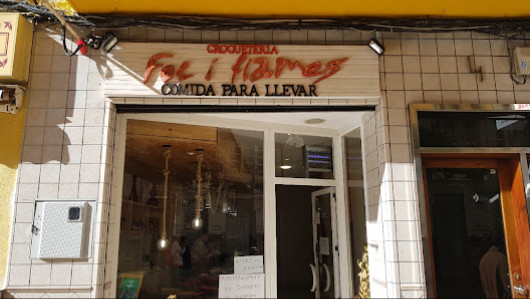 CROQUETERIA
Foc i flames
COMIDA PARA LLEVAR